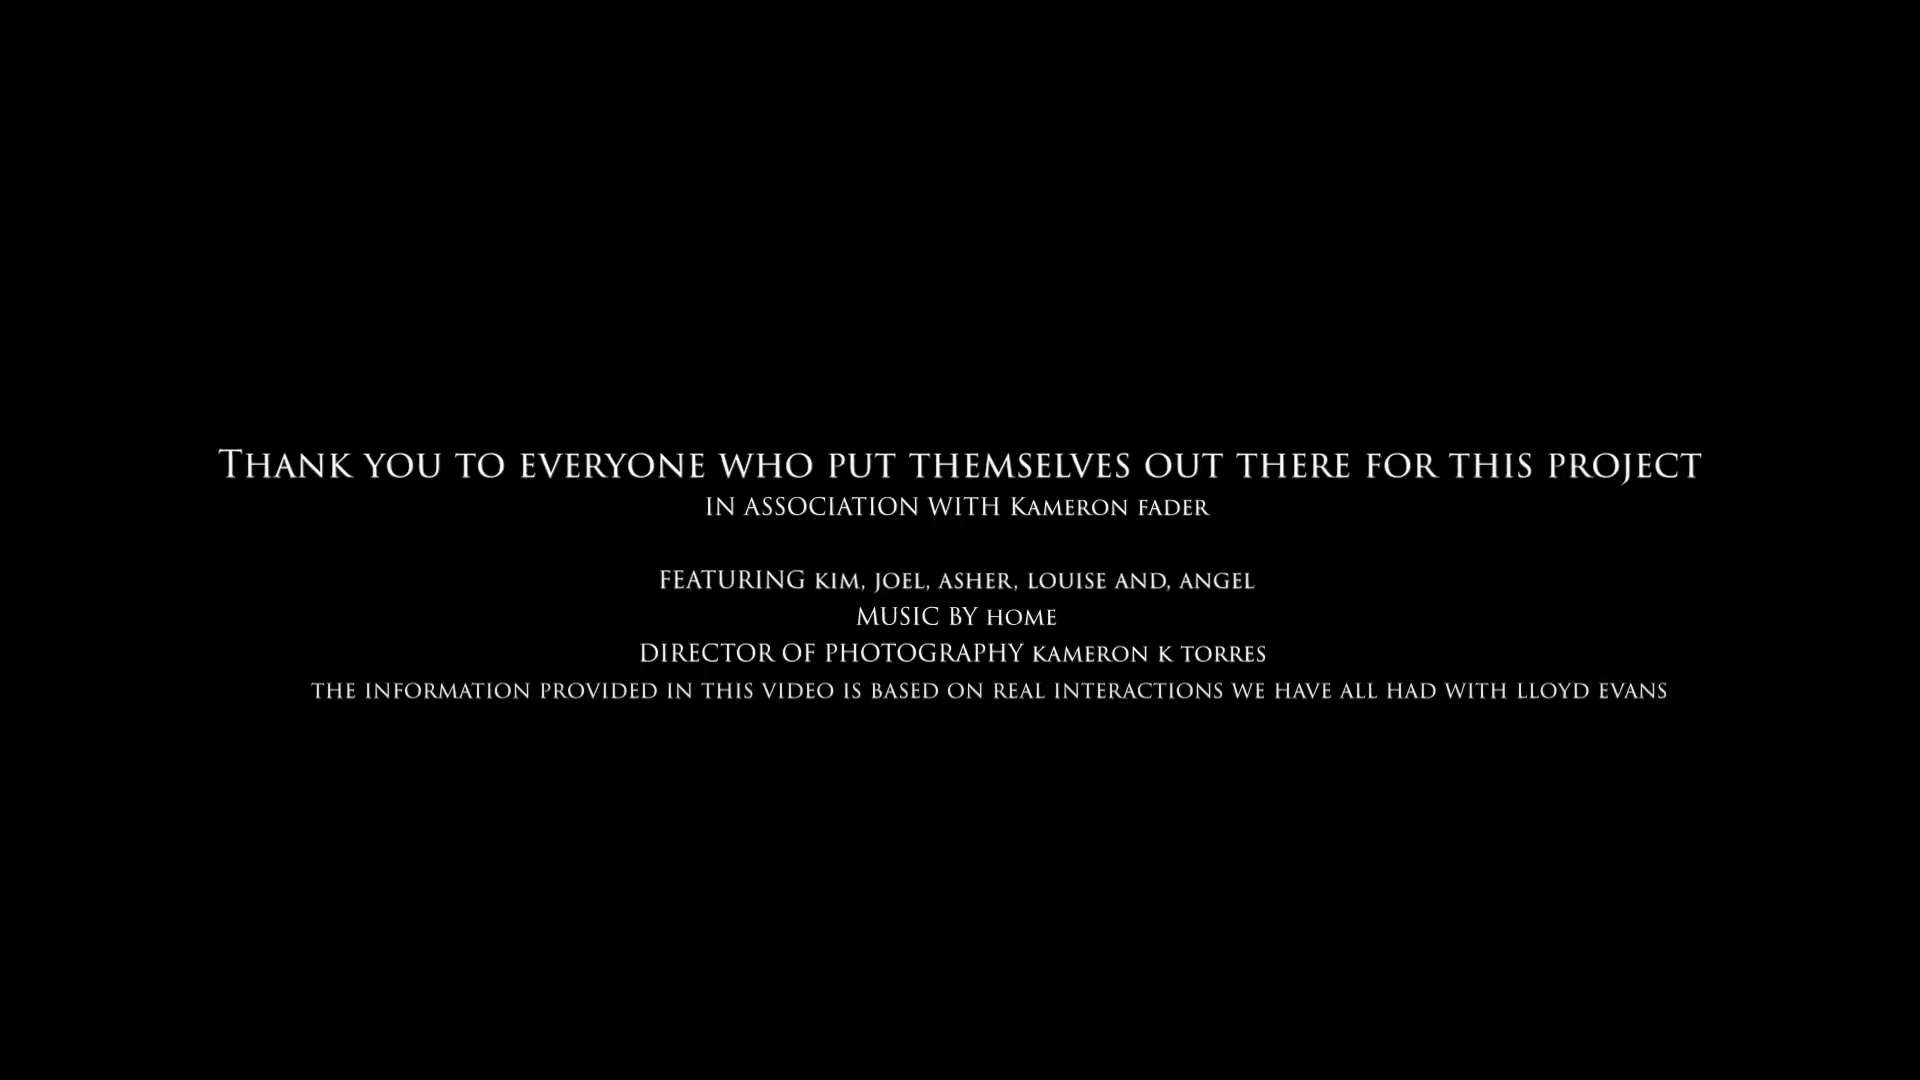 Thank you to everyone who put themselves out there for this project
IN ASSOCIATION WITH Kameron fader
FEATURING kim, joel, asher, louise and, angel
MUSIC BY home
DIRECTOR OF PHOTOGRAPHY kameron k torres
the information provided in this video is based on real interactions we have all had with lloyd evans